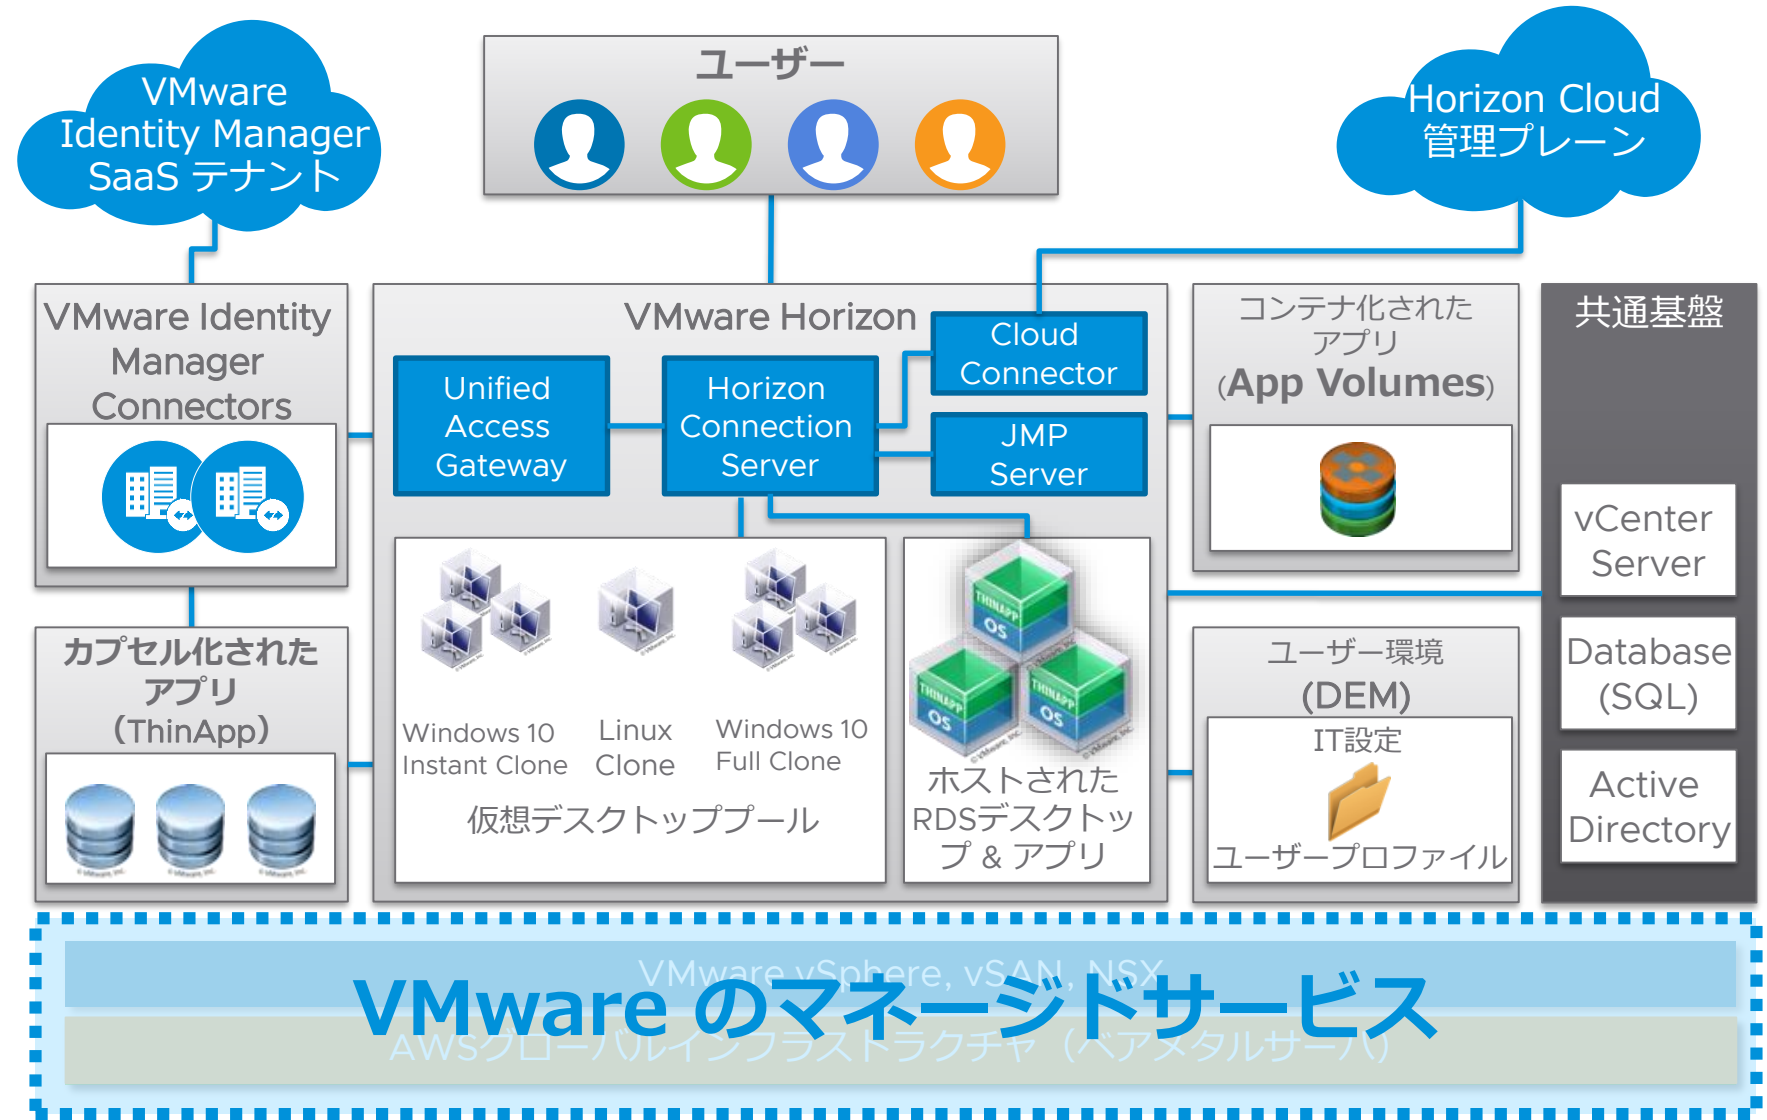 VMware
Identity Manager
SaaS テナント
ユーザー
Horizon Cloud
管理プレーン
VMware Identity
Manager
Connectors
VMware Horizon
Unified
Access
Gateway
Horizon
Connection
Server
Cloud
Connector
JMP
Server
コンテナ化された
アプリ
(App Volumes)
共通基盤
vCenter
Server
Database
(SQL)
Active
Directory
カプセル化された
アプリ
（ThinApp）
Windows 10
Instant Clone
Linux
Clone
Windows 10
Full Clone
仮想デスクトッププール
THINAPP
OS
THINAPP
OS
THINAPP
OS
ホストされた
RDSデスクトッ
プ & アプリ
ユーザー環境
(DEM)
IT設定
ユーザープロファイル
VMware vSphere, vSAN, NSX
VMware のマネージドサービス
AWSグローバルインフラストラクチャ（ベアメタルサーバ）